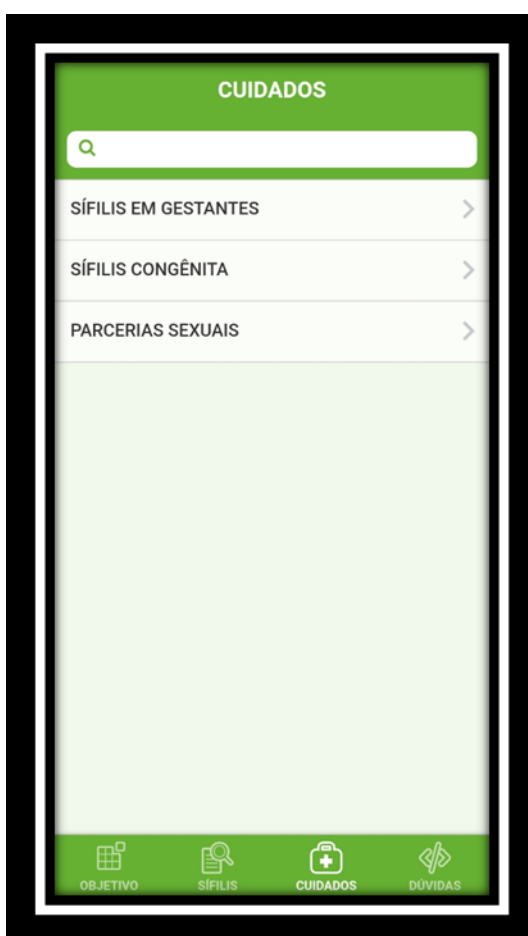 CUIDADOS
SÍFILIS EM GESTANTES
SÍFILIS CONGÊNITA
PARCERIAS SEXUAIS
OBJETIVO SÍFILIS CUIDADOS DÚVIDAS